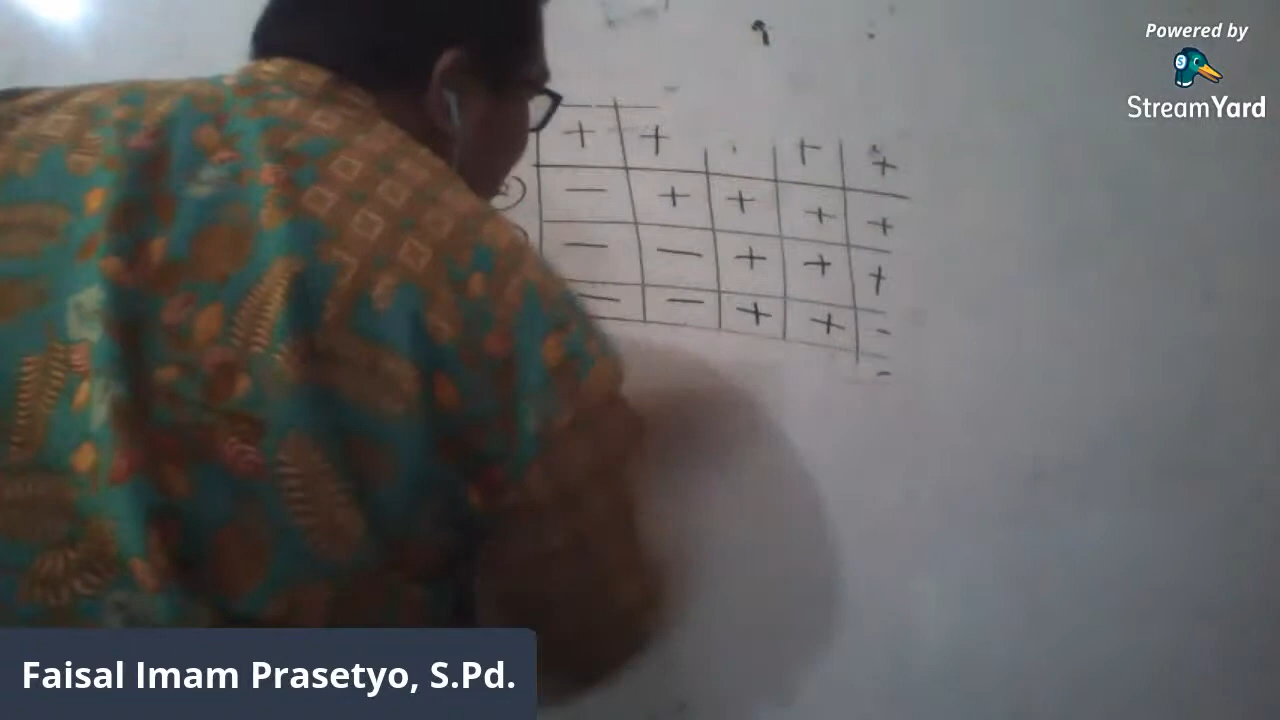 Powered by
StreamYard
+ + + +
− + + + +
− − + + +
− − + + -
-
Faisal Imam Prasetyo, S.Pd.